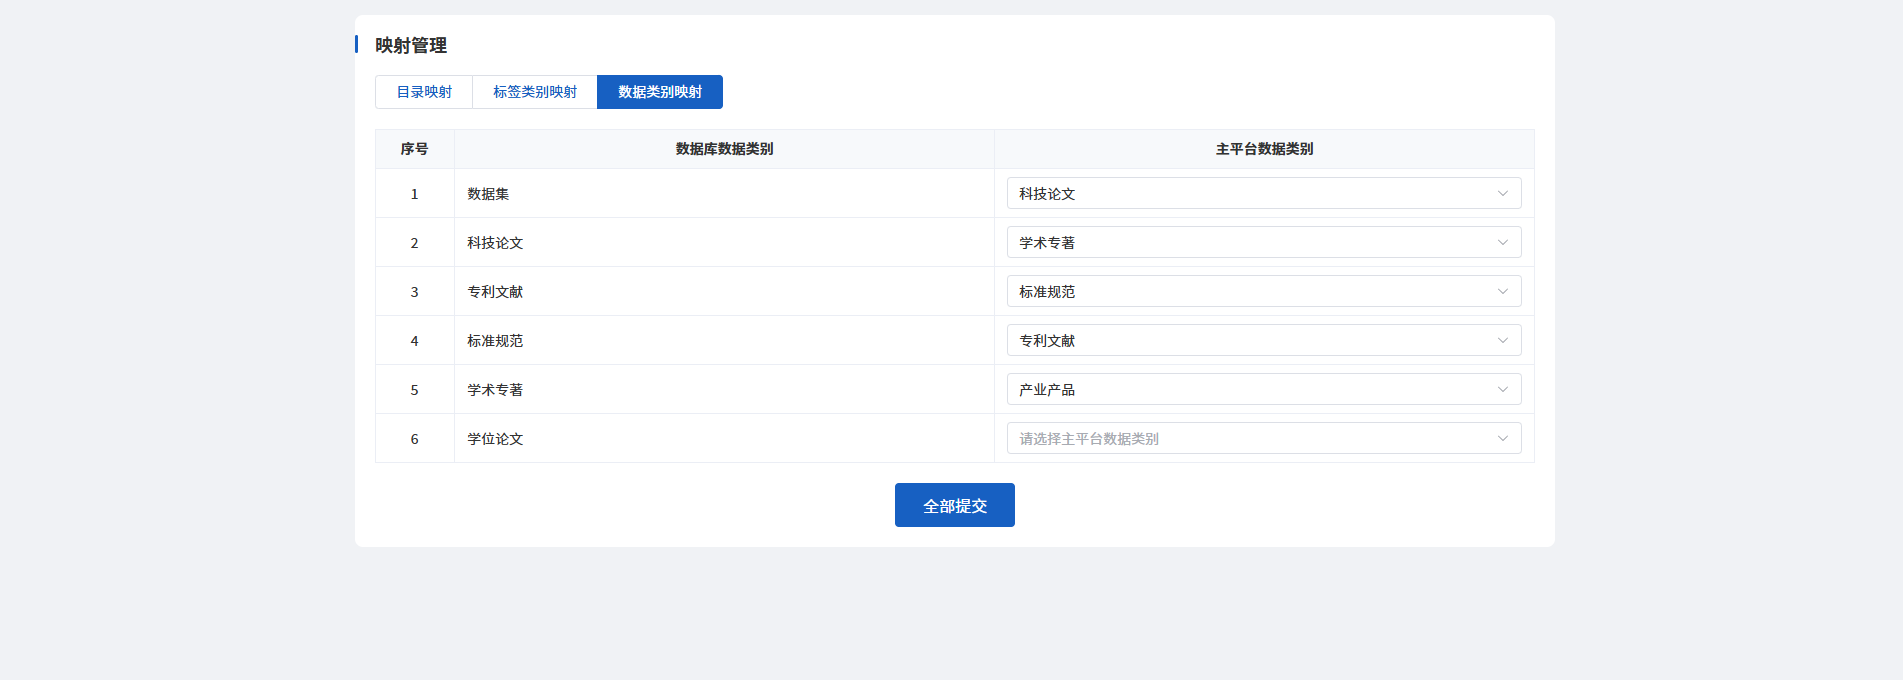 映射管理
目录映射 标签类别映射 数据类别映射
序号 数据库数据类别 主平台数据类别
1 数据集 科技论文
2 科技论文 学术专著
3 专利文献 标准规范
4 标准规范 专利文献
5 学术专著 产业产品
6 学位论文 请选择主平台数据类别
全部提交